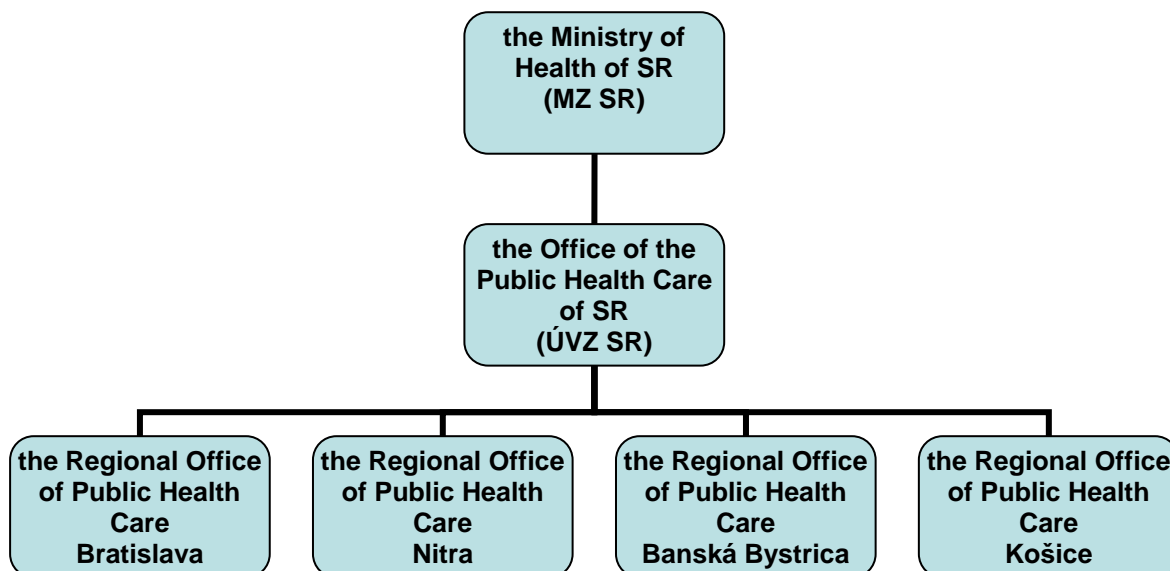 the Ministry of
Health of SR
(MZ SR)
the Office of the
Public Health Care
of SR
(ÚVZ SR)
the Regional Office
of Public Health
Care
Bratislava
the Regional Office
of Public Health
Care
Nitra
the Regional Office
of Public Health
Care
Banská Bystrica
the Regional Office
of Public Health
Care
Košice